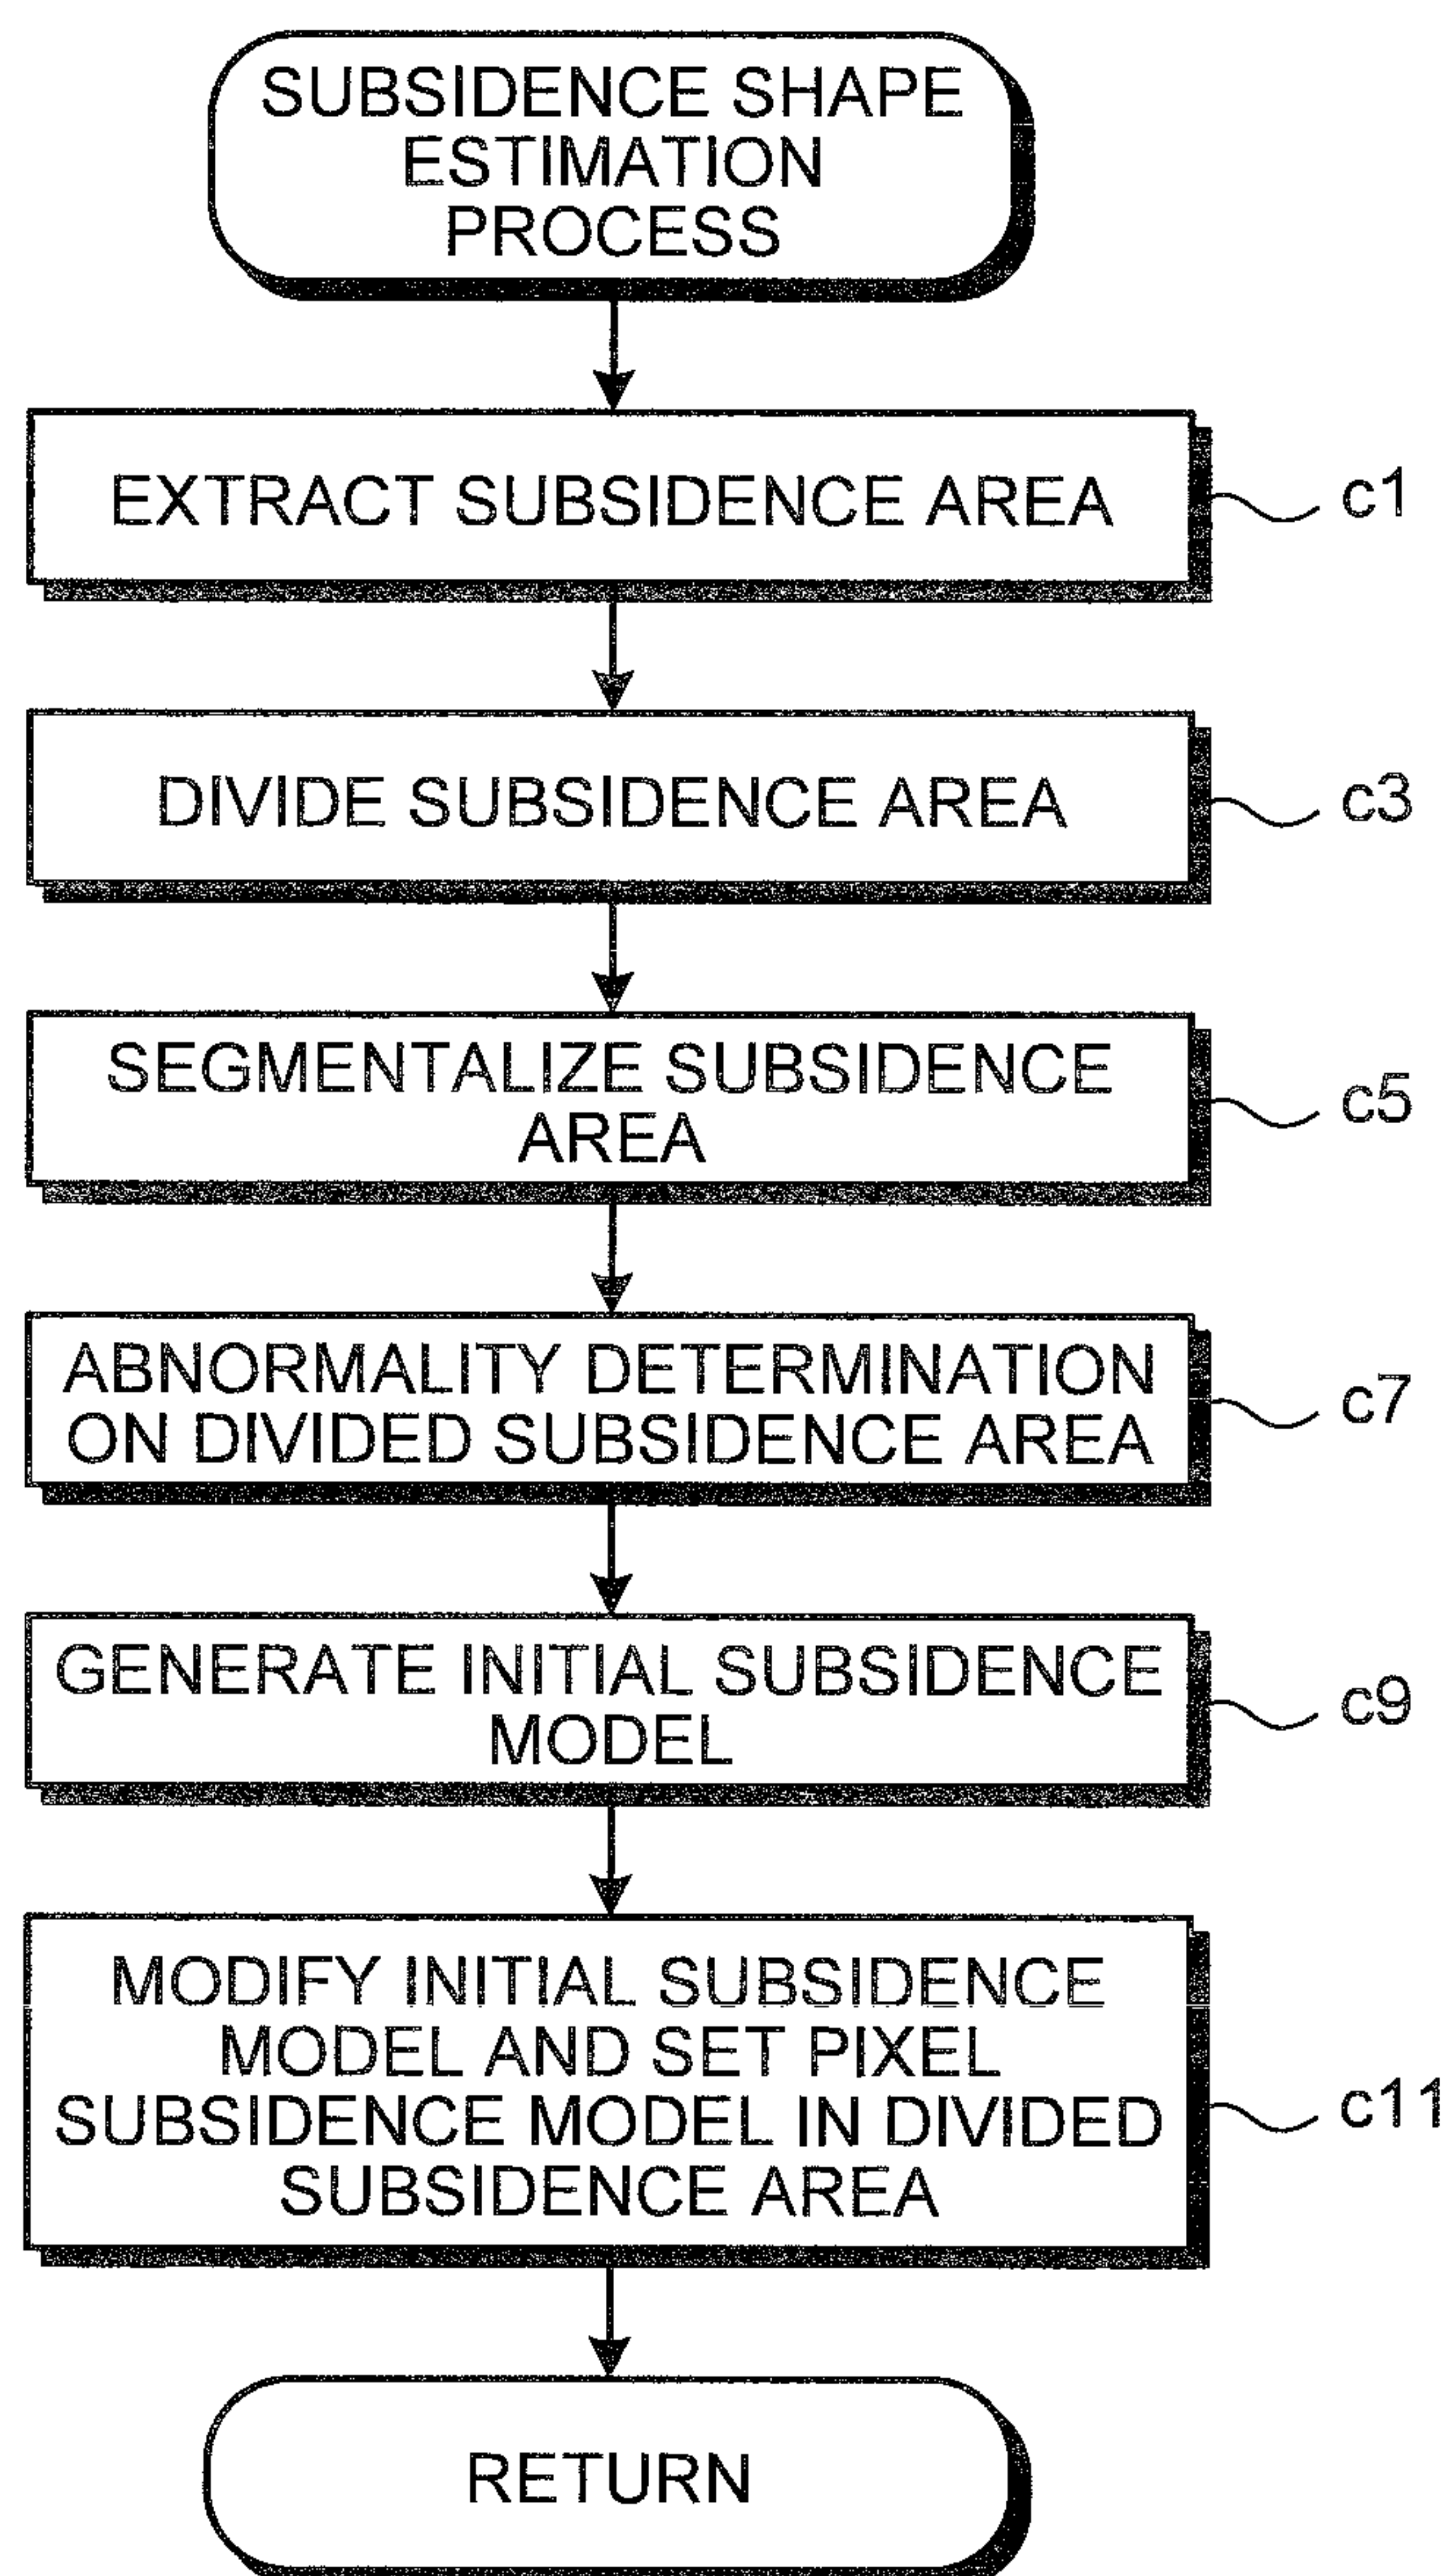 SUBSIDENCE SHAPE
ESTIMATION
PROCESS
EXTRACT SUBSIDENCE AREA
c1
DIVIDE SUBSIDENCE AREA
c3
SEGMENTALIZE SUBSIDENCE
AREA
c5
ABNORMALITY DETERMINATION
ON DIVIDED SUBSIDENCE AREA
c7
GENERATE INITIAL SUBSIDENCE
MODEL
c9
MODIFY INITIAL SUBSIDENCE
MODEL AND SET PIXEL
SUBSIDENCE MODEL IN DIVIDED
SUBSIDENCE AREA
c11
RETURN